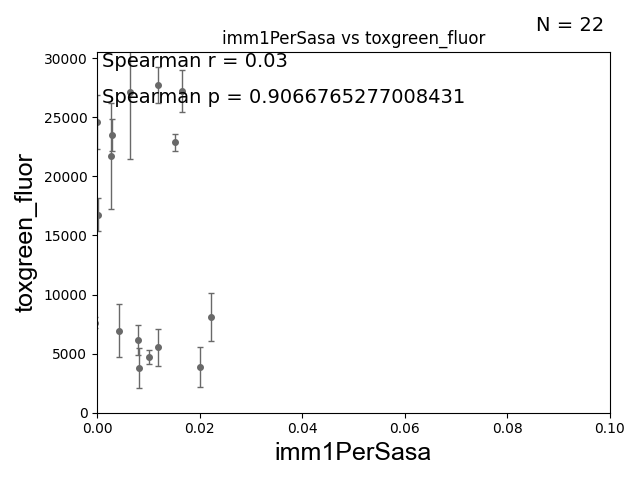 N = 22
imm1PerSasa vs toxgreen_fluor
Spearman r = 0.03
Spearman p = 0.9066765277008431
toxgreen_fluor
30000
25000
20000
15000
10000
5000
0
0.00 0.02 0.04 0.06 0.08 0.10
imm1PerSasa